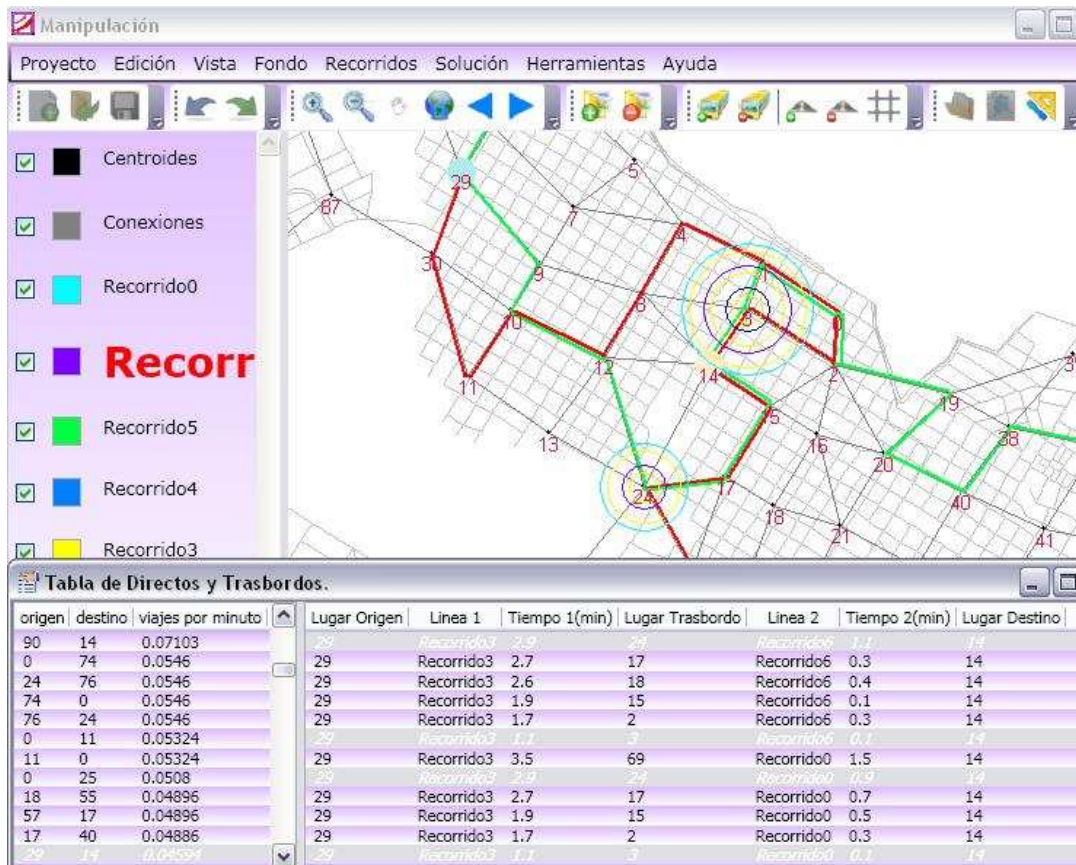 Manipulación
Proyecto Edición Vista Fondo Recorridos Solución Herramientas Ayuda
Centroides
Conexiones
Recorrido0
Recorr
Recorrido5
Recorrido4
Recorrido3
87
29
30
11
10
9
7
5
4
1
3
14
12
13
24
17
15
2
16
18
21
20
19
38
40
41
Tabla de Directos y Trasbordos.
origen destino viajes por minuto Lugar Origen Linea 1 Tiempo 1(min) Lugar Trasbordo Linea 2 Tiempo 2(min) Lugar Destino
90 14 0.07103 29 Recorrido3 2.9 24 Recorrido6 1.1 14
0 74 0.0546 29 Recorrido3 2.7 17 Recorrido6 0.3 14
24 76 0.0546 29 Recorrido3 2.6 18 Recorrido6 0.4 14
74 0 0.0546 29 Recorrido3 1.9 15 Recorrido6 0.1 14
76 24 0.0546 29 Recorrido3 1.7 2 Recorrido6 0.3 14
0 11 0.05324 29 Recorrido3 1.1 3 Recorrido6 0.1 14
11 0 0.05324 29 Recorrido3 3.5 69 Recorrido0 1.5 14
0 25 0.0508 29 Recorrido3 2.9 24 Recorrido0 0.9 14
18 55 0.04896 29 Recorrido3 2.7 17 Recorrido0 0.7 14
57 17 0.04896 29 Recorrido3 1.9 15 Recorrido0 0.5 14
17 40 0.04886 29 Recorrido3 1.7 2 Recorrido0 0.3 14
29 14 0.04594 29 Recorrido3 1.1 3 Recorrido0 0.1 14